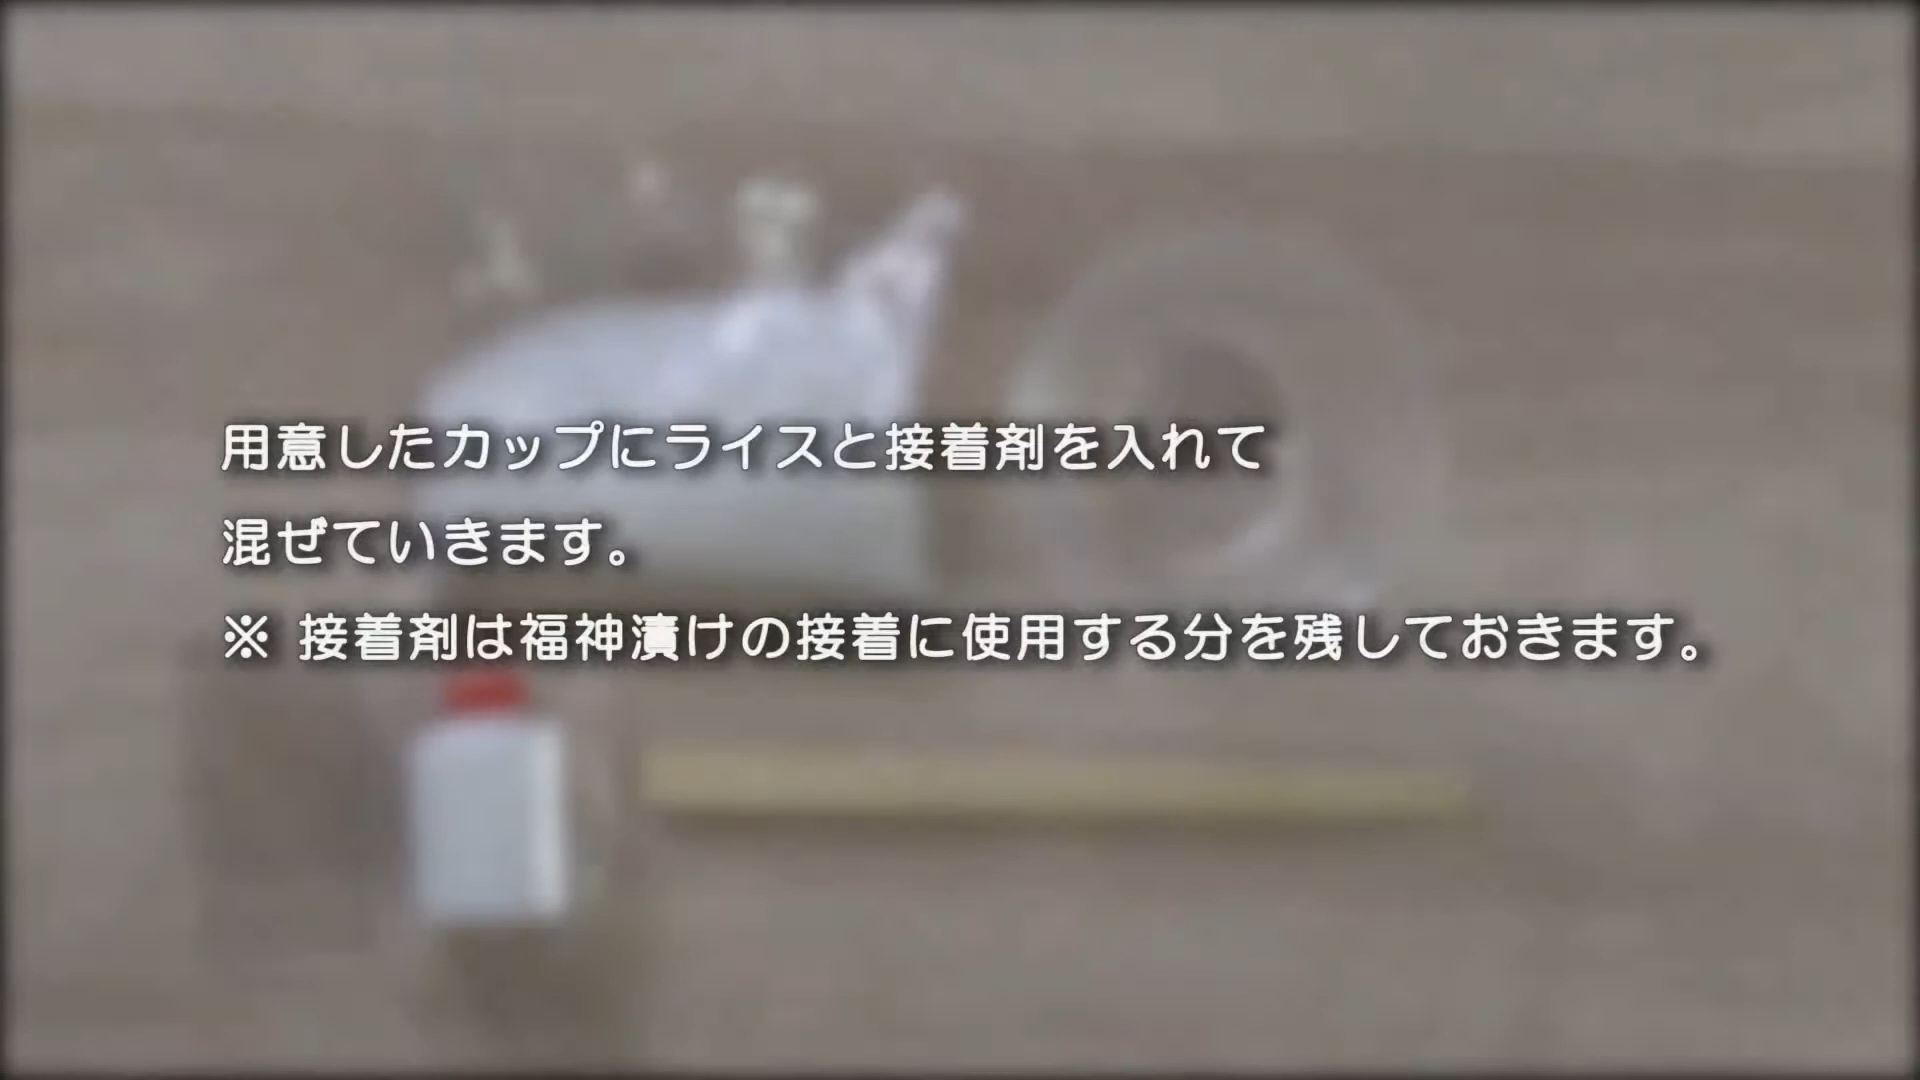 用意したカップにライスと接着剤を入れて
混ぜていきます。
※ 接着剤は福神漬けの接着に使用する分を残しておきます。